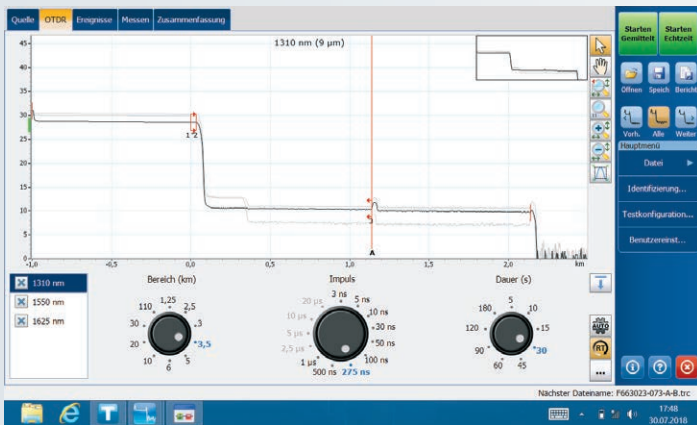 Quelle OTDR Ereignisse Messen Zusammenfassung
1310 nm (9 µm)
45
40
35
30
25
20
15
10
5
0
1 2
A
-1,0 -0,5 0,0 0,5 1,0 1,5 2,0 km
1310 nm
1550 nm
1625 nm
Bereich (km)
110 1,25 2,5
30 3
20 3,5
10 6 5
Impuls
20 µs 3 ns 5 ns
10 µs 10 ns
5 µs 30 ns
2,5 µs 50 ns
1 µs 100 ns
500 ns 275 ns
Dauer (s)
180 5 10
120 15
90 30
60 45
AUTO
RT
...
Starten Gemittelt
Starten Echtzeit
Öffnen Speich Bericht
Vorh. Alle Weiter
Hauptmenü
Datei
Identifizierung...
Testkonfiguration...
Benutzereinst...
Nächster Dateiname: F663023-073-A-B.trc
17:48
30.07.2018